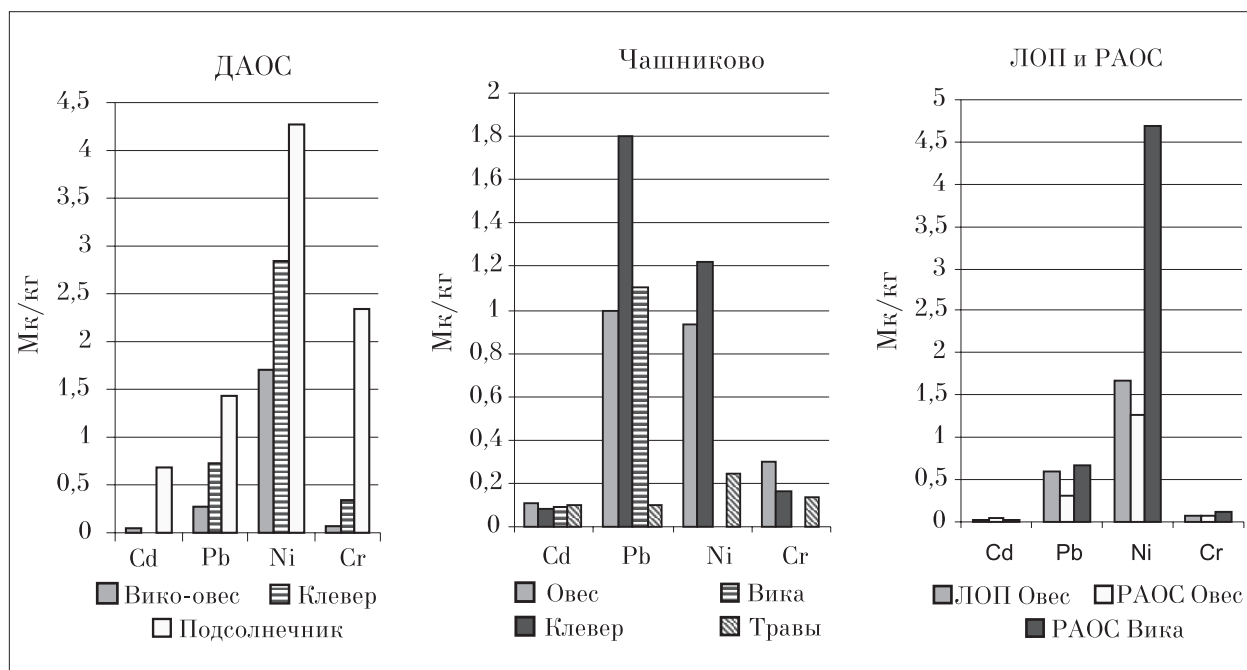 ДАОС
Мк/кг
4,5
4
3,5
3
2,5
2
1,5
1
0,5
0
Cd Pb Ni Cr
Вико-овес Клевер
Подсолнечник
Чашниково
Мк/кг
2
1,8
1,6
1,4
1,2
1
0,8
0,6
0,4
0,2
0
Cd Pb Ni Cr
Овес Вика
Клевер Травы
ЛОП и РАОС
Мк/кг
5
4,5
4
3,5
3
2,5
2
1,5
1
0,5
0
Cd Pb Ni Cr
ЛОП Овес РАОС Овес
РАОС Вика